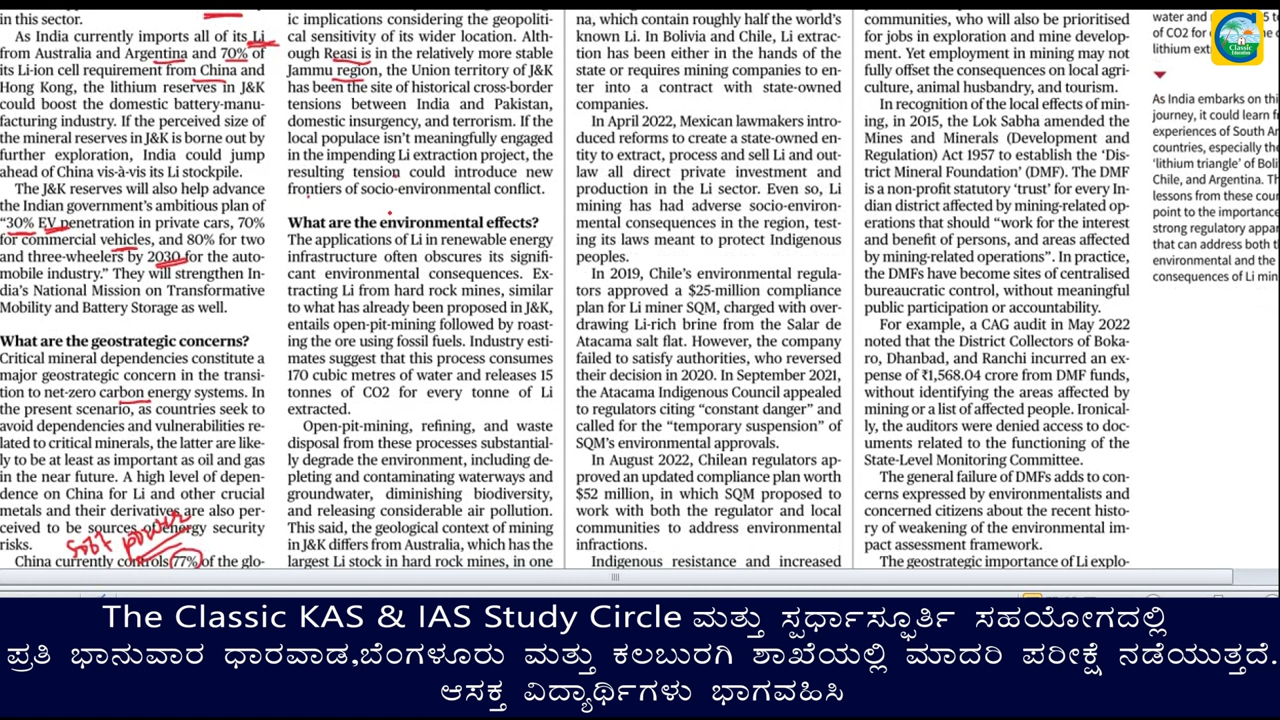 in this sector.
As India currently imports all of its Li
from Australia and Argentina and 70% of
its Li-ion cell requirement from China and
Hong Kong, the lithium reserves in J&K
could boost the domestic battery-manu-
facturing industry. If the perceived size of
the mineral reserves in J&K is borne out by
further exploration, India could jump
ahead of China vis-à-vis its Li stockpile.
The J&K reserves will also help advance
the Indian government's ambitious plan of
"30% EV penetration in private cars, 70%
for commercial vehicles, and 80% for two
and three-wheelers by 2030 for the auto-
mobile industry." They will strengthen In-
dia's National Mission on Transformative
Mobility and Battery Storage as well.
What are the geostrategic concerns?
Critical mineral dependencies constitute a
major geostrategic concern in the transi-
tion to net-zero carbon energy systems. In
the present scenario, as countries seek to
avoid dependencies and vulnerabilities re-
lated to critical minerals, the latter are like-
ly to be at least as important as oil and gas
in the near future. A high level of depen-
dence on China for Li and other crucial
metals and their derivatives are also per-
ceived to be sources of energy security
risks.
soft power
China currently controls 77% of the glo-
ic implications considering the geopoliti-
cal sensitivity of its wider location. Alth-
ough Reasi is in the relatively more stable
Jammu region, the Union territory of J&K
has been the site of historical cross-border
tensions between India and Pakistan,
domestic insurgency, and terrorism. If the
local populace isn't meaningfully engaged
in the impending Li extraction project, the
resulting tension could introduce new
frontiers of socio-environmental conflict.
What are the environmental effects?
The applications of Li in renewable energy
infrastructure often obscures its signifi-
cant environmental consequences. Ex-
tracting Li from hard rock mines, similar
to what has already been proposed in J&K,
entails open-pit-mining followed by roast-
ing the ore using fossil fuels. Industry esti-
mates suggest that this process consumes
170 cubic metres of water and releases 15
tonnes of CO2 for every tonne of Li
extracted.
Open-pit-mining, refining, and waste
disposal from these processes substantial-
ly degrade the environment, including de-
pleting and contaminating waterways and
groundwater, diminishing biodiversity,
and releasing considerable air pollution.
This said, the geological context of mining
in J&K differs from Australia, which has the
largest Li stock in hard rock mines, in one
na, which contain roughly half the world's
known Li. In Bolivia and Chile, Li extrac-
tion has been either in the hands of the
state or requires mining companies to en-
ter into a contract with state-owned
companies.
In April 2022, Mexican lawmakers intro-
duced reforms to create a state-owned en-
tity to extract, process and sell Li and out-
law all direct private investment and
production in the Li sector. Even so, Li
mining has had adverse socio-environ-
mental consequences in the region, test-
ing its laws meant to protect Indigenous
peoples.
In 2019, Chile's environmental regula-
tors approved a $25-million compliance
plan for Li miner SQM, charged with over-
drawing Li-rich brine from the Salar de
Atacama salt flat. However, the company
failed to satisfy authorities, who reversed
their decision in 2020. In September 2021,
the Atacama Indigenous Council appealed
to regulators citing "constant danger" and
called for the "temporary suspension" of
SQM's environmental approvals.
In August 2022, Chilean regulators ap-
proved an updated compliance plan worth
$52 million, in which SQM proposed to
work with both the regulator and local
communities to address environmental
infractions.
Indigenous resistance and increased
communities, who will also be prioritised
for jobs in exploration and mine develop-
ment. Yet employment in mining may not
fully offset the consequences on local agri-
culture, animal husbandry, and tourism.
In recognition of the local effects of min-
ing, in 2015, the Lok Sabha amended the
Mines and Minerals (Development and
Regulation) Act 1957 to establish the 'Dis-
trict Mineral Foundation' (DMF). The DMF
is a non-profit statutory 'trust' for every In-
dian district affected by mining-related op-
erations that should "work for the interest
and benefit of persons, and areas affected
by mining-related operations". In practice,
the DMFs have become sites of centralised
bureaucratic control, without meaningful
public participation or accountability.
For example, a CAG audit in May 2022
noted that the District Collectors of Boka-
ro, Dhanbad, and Ranchi incurred an ex-
pense of ₹1,568.04 crore from DMF funds,
without identifying the areas affected by
mining or a list of affected people. Ironical-
ly, the auditors were denied access to doc-
uments related to the functioning of the
State-Level Monitoring Committee.
The general failure of DMFs adds to con-
cerns expressed by environmentalists and
concerned citizens about the recent histo-
ry of weakening of the environmental im-
pact assessment framework.
The geostrategic importance of Li explo-
water and
of CO2 for
lithium extr
As India embarks on thi
journey, it could learn f
experiences of South A
countries, especially the
'lithium triangle' of Boli
Chile, and Argentina. Th
lessons from these coun
point to the importance
strong regulatory appar
that can address both t
environmental and the
consequences of Li min
Classic
Education
The Classic KAS & IAS Study Circle ಮತ್ತು ಸ್ಪರ್ಧಾಸ್ಫೂರ್ತಿ ಸಹಯೋಗದಲ್ಲಿ
ಪ್ರತಿ ಭಾನುವಾರ ಧಾರವಾಡ,ಬೆಂಗಳೂರು ಮತ್ತು ಕಲಬುರಗಿ ಶಾಖೆಯಲ್ಲಿ ಮಾದರಿ ಪರೀಕ್ಷೆ ನಡೆಯುತ್ತದೆ.
ಆಸಕ್ತ ವಿದ್ಯಾರ್ಥಿಗಳು ಭಾಗವಹಿಸಿ